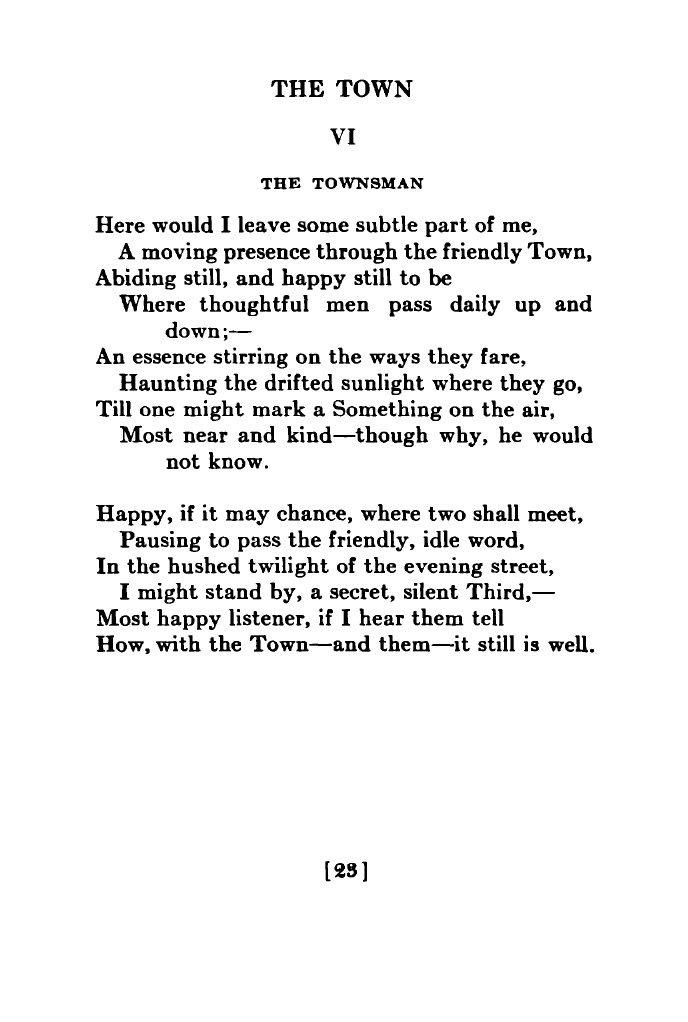 THE TOWN
VI
THE TOWNSMAN
Here would I leave some subtle part of me,
A moving presence through the friendly Town,
Abiding still, and happy still to be
Where thoughtful men pass daily up and
down;—
An essence stirring on the ways they fare,
Haunting the drifted sunlight where they go,
Till one might mark a Something on the air,
Most near and kind—though why, he would
not know.
Happy, if it may chance, where two shall meet,
Pausing to pass the friendly, idle word,
In the hushed twilight of the evening street,
I might stand by, a secret, silent Third,—
Most happy listener, if I hear them tell
How, with the Town—and them—it still is well.
[23]